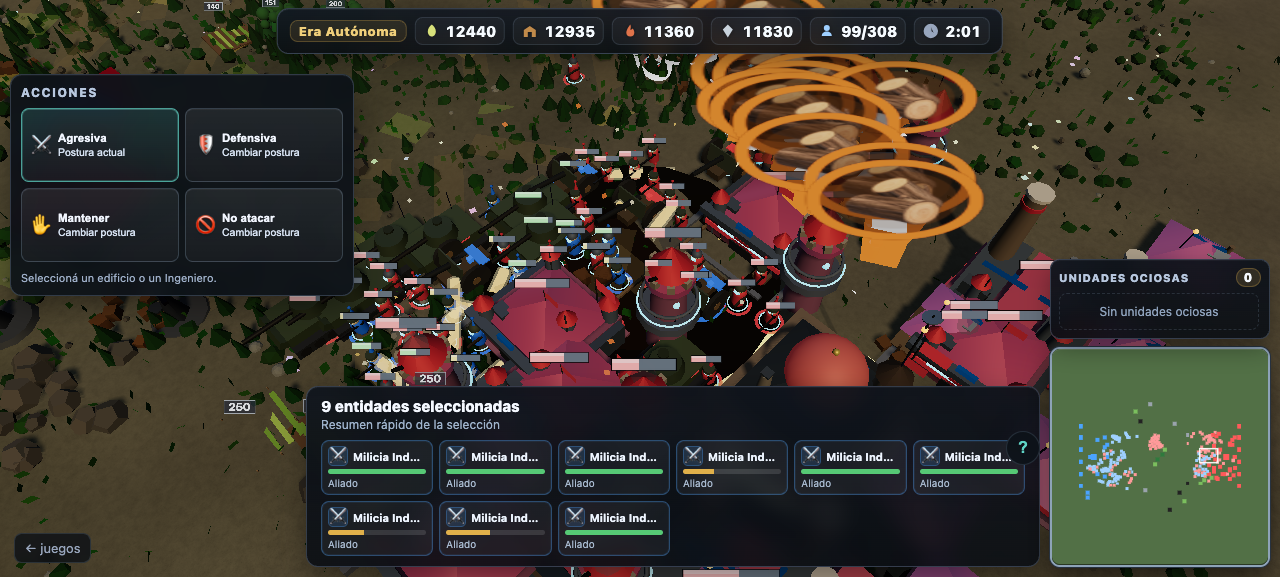 140
151
200
Era Autónoma
12440
12935
11360
11830
99/308
2:01
ACCIONES
Agresiva
Postura actual
Defensiva
Cambiar postura
Mantener
Cambiar postura
No atacar
Cambiar postura
Seleccioná un edificio o un Ingeniero.
UNIDADES OCIOSAS
0
Sin unidades ociosas
250
250
9 entidades seleccionadas
Resumen rápido de la selección
?
Milicia Ind...
Aliado
Milicia Ind...
Aliado
Milicia Ind...
Aliado
Milicia Ind...
Aliado
Milicia Ind...
Aliado
Milicia Ind...
Aliado
Milicia Ind...
Aliado
Milicia Ind...
Aliado
Milicia Ind...
Aliado
← juegos